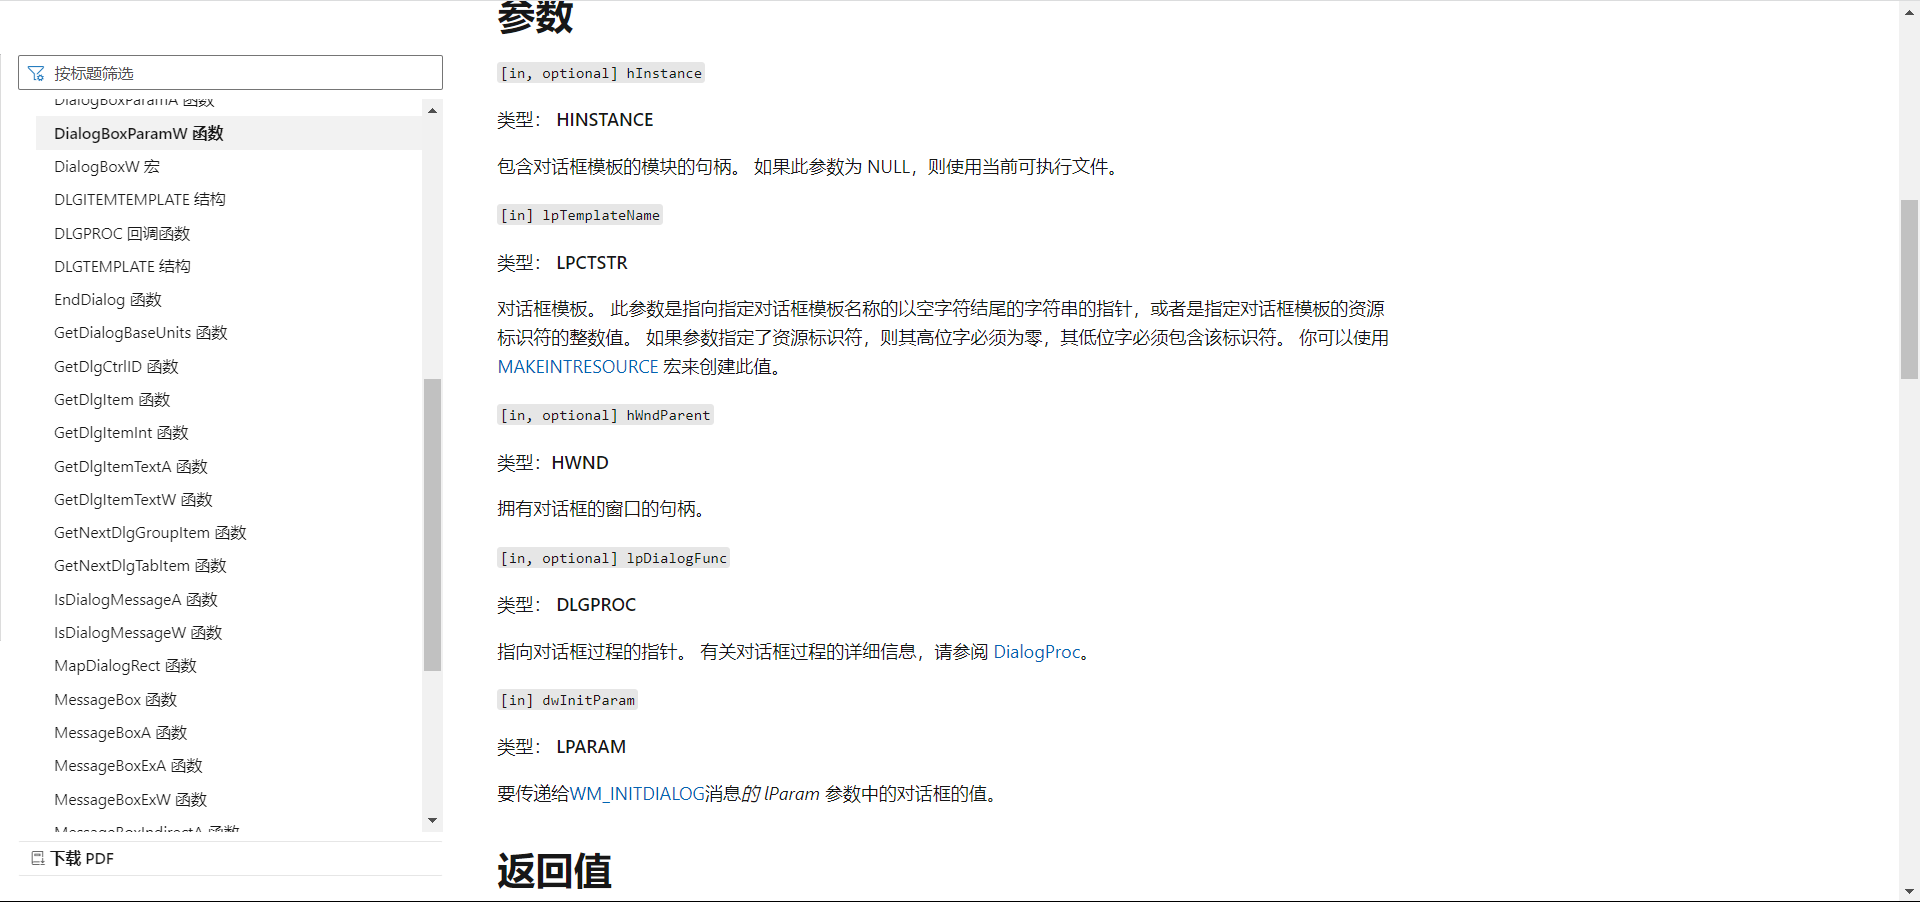 按标题筛选
DialogBoxParamA 函数
DialogBoxParamW 函数
DialogBoxW 宏
DLGITEMTEMPLATE 结构
DLGPROC 回调函数
DLGTEMPLATE 结构
EndDialog 函数
GetDialogBaseUnits 函数
GetDlgCtrlID 函数
GetDlgItem 函数
GetDlgItemInt 函数
GetDlgItemTextA 函数
GetDlgItemTextW 函数
GetNextDlgGroupItem 函数
GetNextDlgTabItem 函数
IsDialogMessageA 函数
IsDialogMessageW 函数
MapDialogRect 函数
MessageBox 函数
MessageBoxA 函数
MessageBoxExA 函数
MessageBoxExW 函数
MessageBoxIndirectA 函数
下载 PDF
参数
[in, optional] hInstance
类型： HINSTANCE
包含对话框模板的模块的句柄。 如果此参数为 NULL，则使用当前可执行文件。
[in] lpTemplateName
类型： LPCTSTR
对话框模板。 此参数是指向指定对话框模板名称的以空字符结尾的字符串的指针，或者是指定对话框模板的资源
标识符的整数值。 如果参数指定了资源标识符，则其高位字必须为零，其低位字必须包含该标识符。 你可以使用
MAKEINTRESOURCE 宏来创建此值。
[in, optional] hWndParent
类型：HWND
拥有对话框的窗口的句柄。
[in, optional] lpDialogFunc
类型： DLGPROC
指向对话框过程的指针。 有关对话框过程的详细信息，请参阅 DialogProc。
[in] dwInitParam
类型： LPARAM
要传递给WM_INITDIALOG消息的 lParam 参数中的对话框的值。
返回值